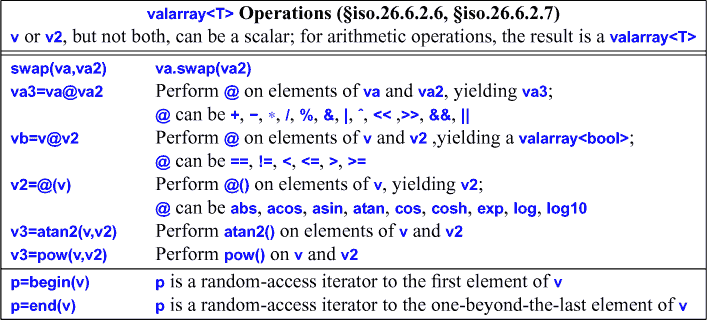 valarray<T> Operations (§iso.26.6.2.6, §iso.26.6.2.7)
v or v2, but not both, can be a scalar; for arithmetic operations, the result is a valarray<T>
swap(va,va2) va.swap(va2)
va3=va@va2 Perform @ on elements of va and va2, yielding va3;
@ can be +, −, *, /, %, &, |, ˆ, << ,>>, &&, ||
vb=v@v2 Perform @ on elements of v and v2 ,yielding a valarray<bool>;
@ can be ==, !=, <, <=, >, >=
v2=@(v) Perform @() on elements of v, yielding v2;
@ can be abs, acos, asin, atan, cos, cosh, exp, log, log10
v3=atan2(v,v2) Perform atan2() on elements of v and v2
v3=pow(v,v2) Perform pow() on v and v2
p=begin(v) p is a random-access iterator to the first element of v
p=end(v) p is a random-access iterator to the one-beyond-the-last element of v